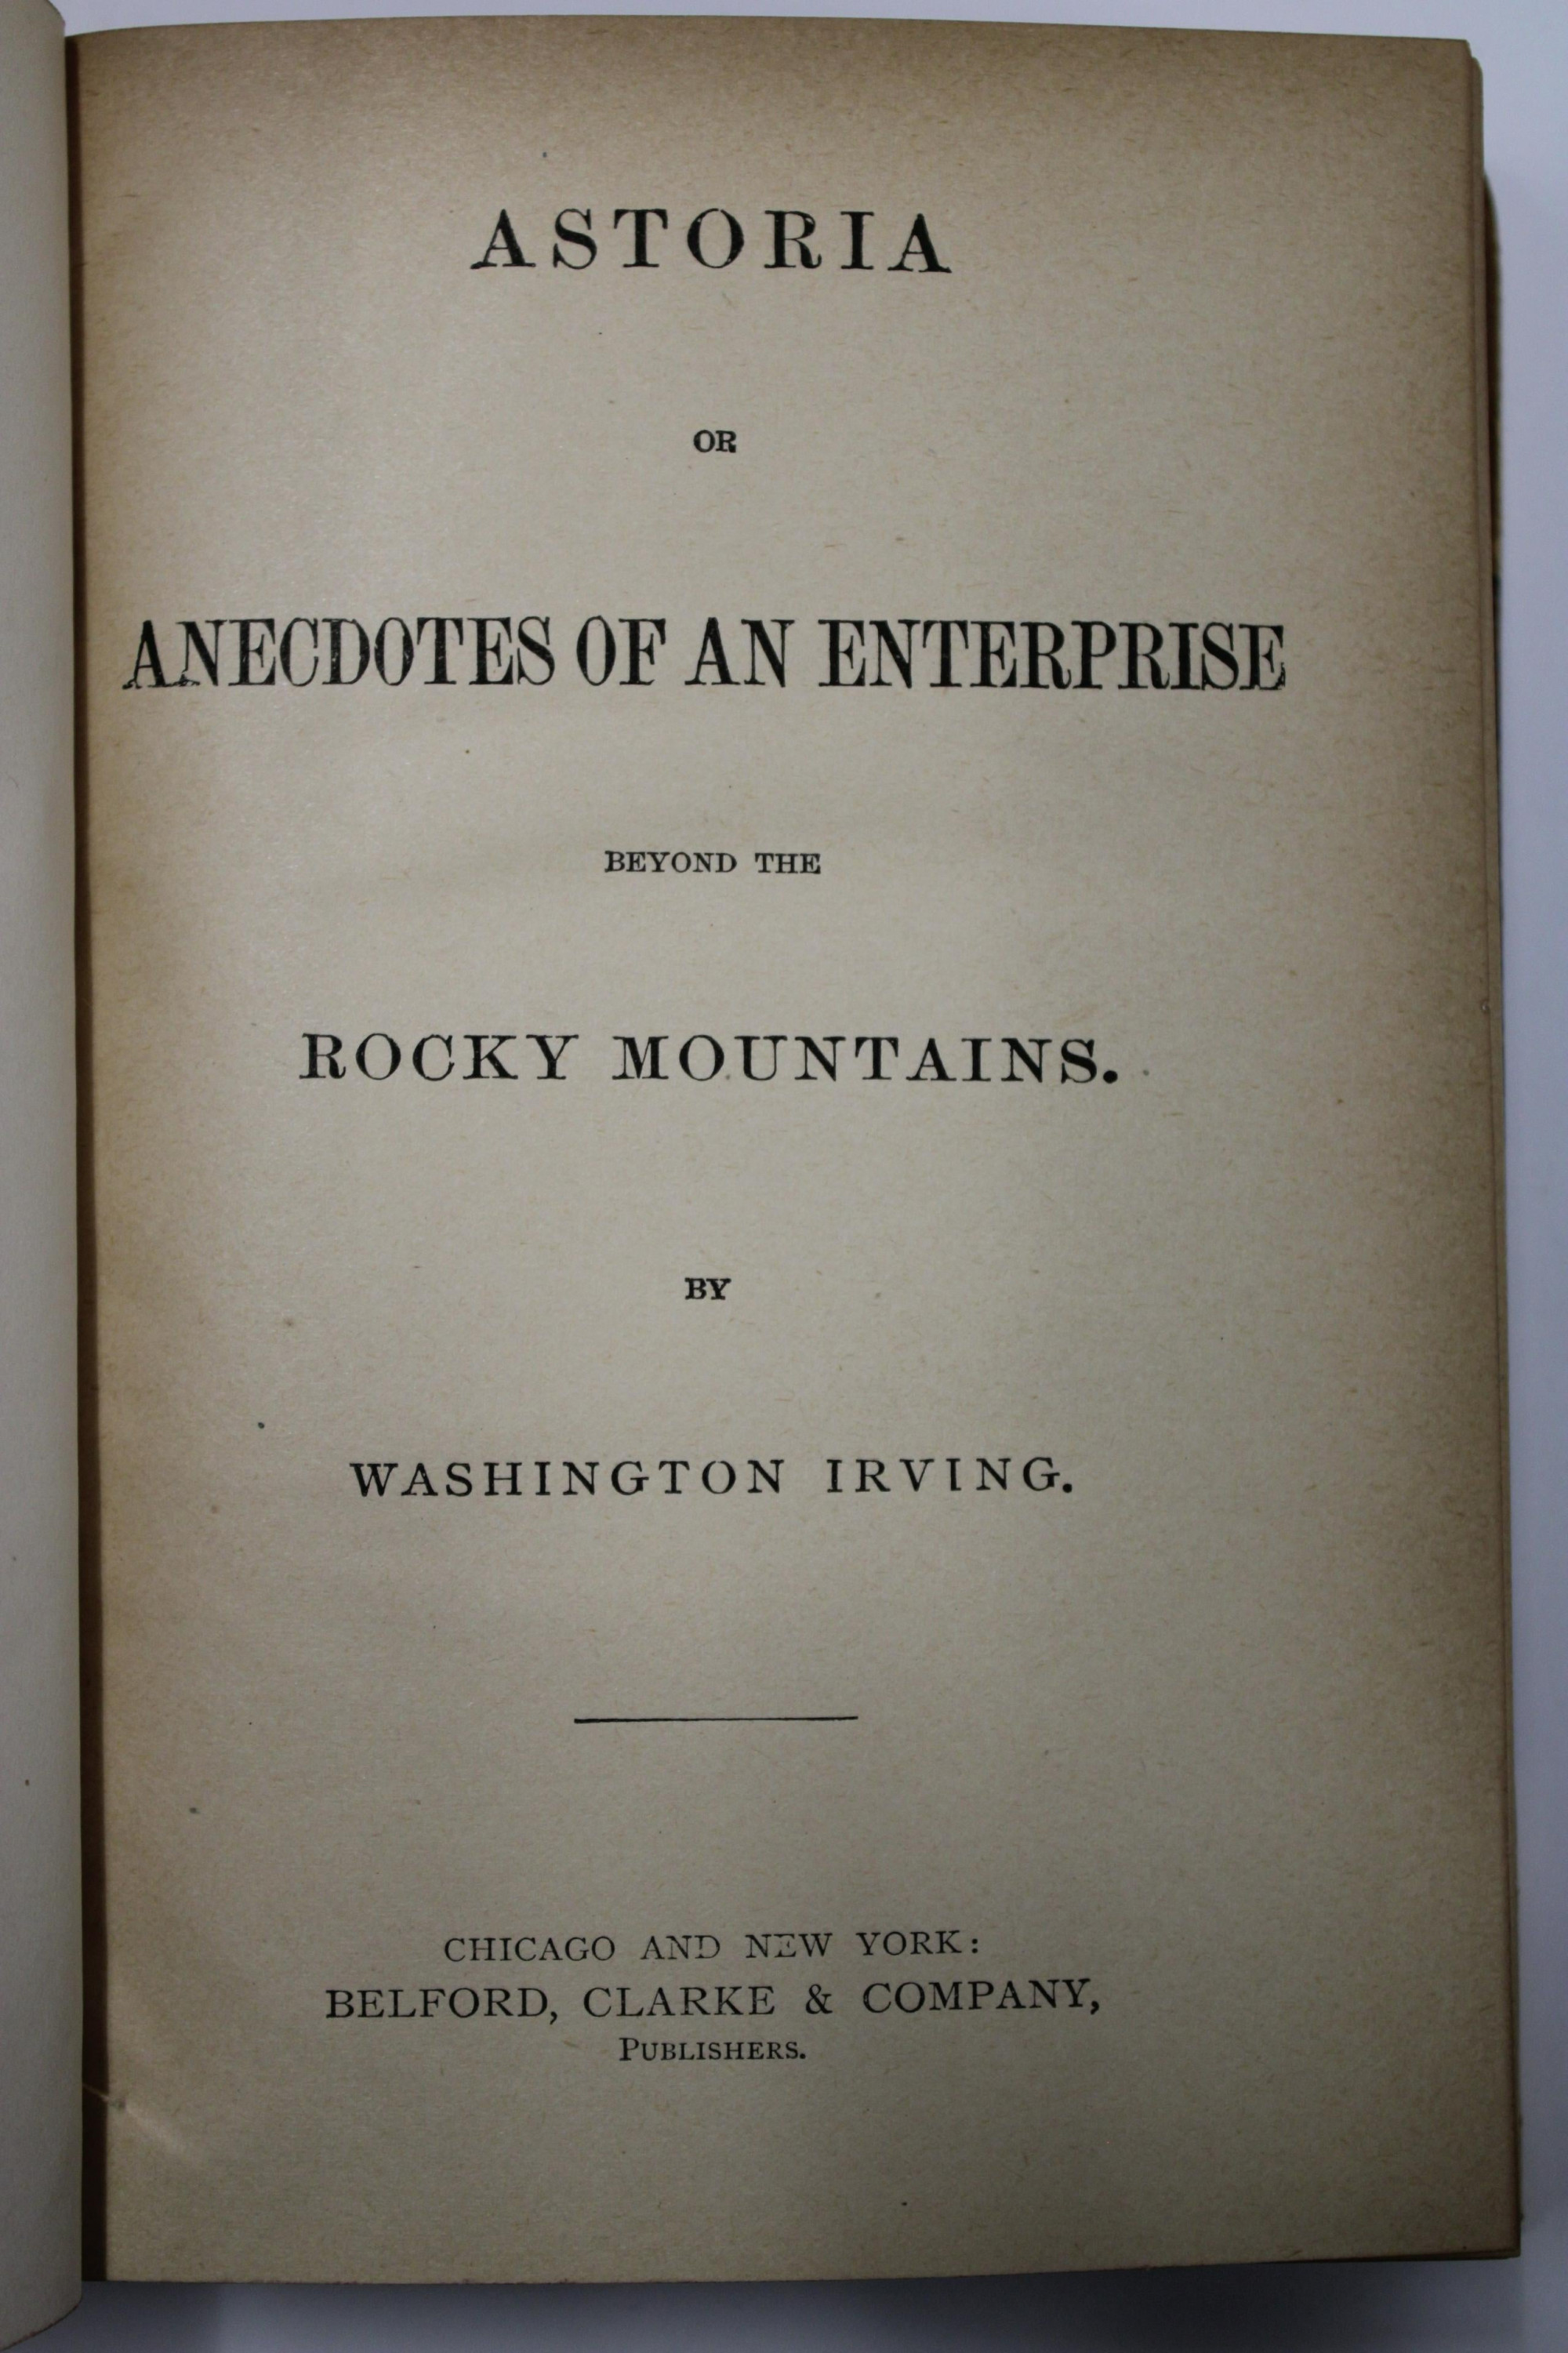 ASTORIA
OR
ANECDOTES OF AN ENTERPRISE
BEYOND THE
ROCKY MOUNTAINS.
BY
WASHINGTON IRVING.
CHICAGO AND NEW YORK:
BELFORD, CLARKE & COMPANY,
PUBLISHERS.